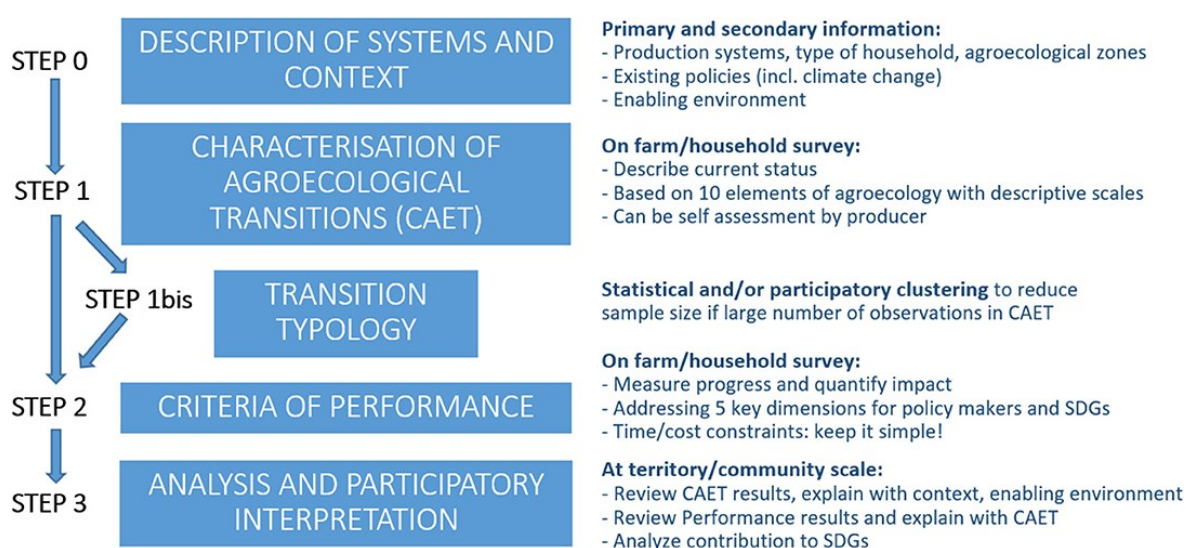 STEP 0
DESCRIPTION OF SYSTEMS AND
CONTEXT
Primary and secondary information:
- Production systems, type of household, agroecological zones
- Existing policies (incl. climate change)
- Enabling environment
STEP 1
CHARACTERISATION OF
AGROECOLOGICAL
TRANSITIONS (CAET)
On farm/household survey:
- Describe current status
- Based on 10 elements of agroecology with descriptive scales
- Can be self assessment by producer
STEP 1bis
TRANSITION
TYPOLOGY
Statistical and/or participatory clustering to reduce
sample size if large number of observations in CAET
STEP 2
CRITERIA OF PERFORMANCE
On farm/household survey:
- Measure progress and quantify impact
- Addressing 5 key dimensions for policy makers and SDGs
- Time/cost constraints: keep it simple!
STEP 3
ANALYSIS AND PARTICIPATORY
INTERPRETATION
At territory/community scale:
- Review CAET results, explain with context, enabling environment
- Review Performance results and explain with CAET
- Analyze contribution to SDGs